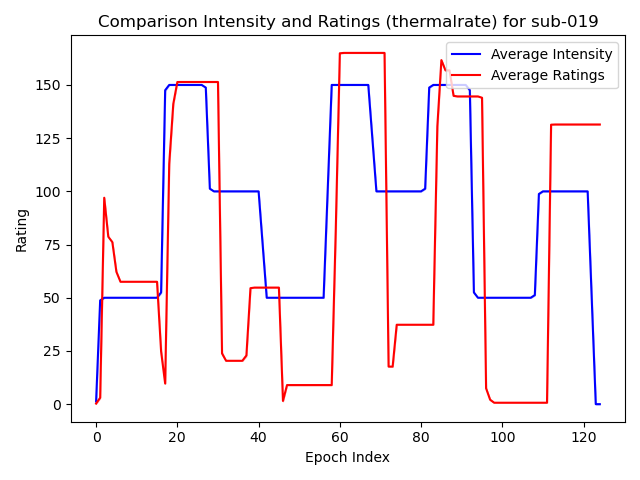 Comparison Intensity and Ratings (thermalrate) for sub-019
Average Intensity
Average Ratings
Rating
150
125
100
75
50
25
0
0 20 40 60 80 100 120
Epoch Index